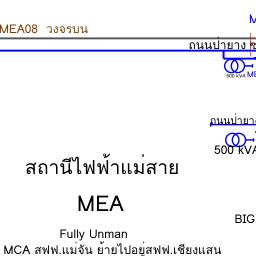 M
MEA08 วงจรบน
ถนนป่ายาง
500 kVA ME
ถนนป่ายาง
500 kVA
สถานีไฟฟ้าแม่สาย
MEA
BIG
Fully Unman
MCA สฟฟ.แม่จัน ย้ายไปอยู่สฟฟ.เชียงแสน